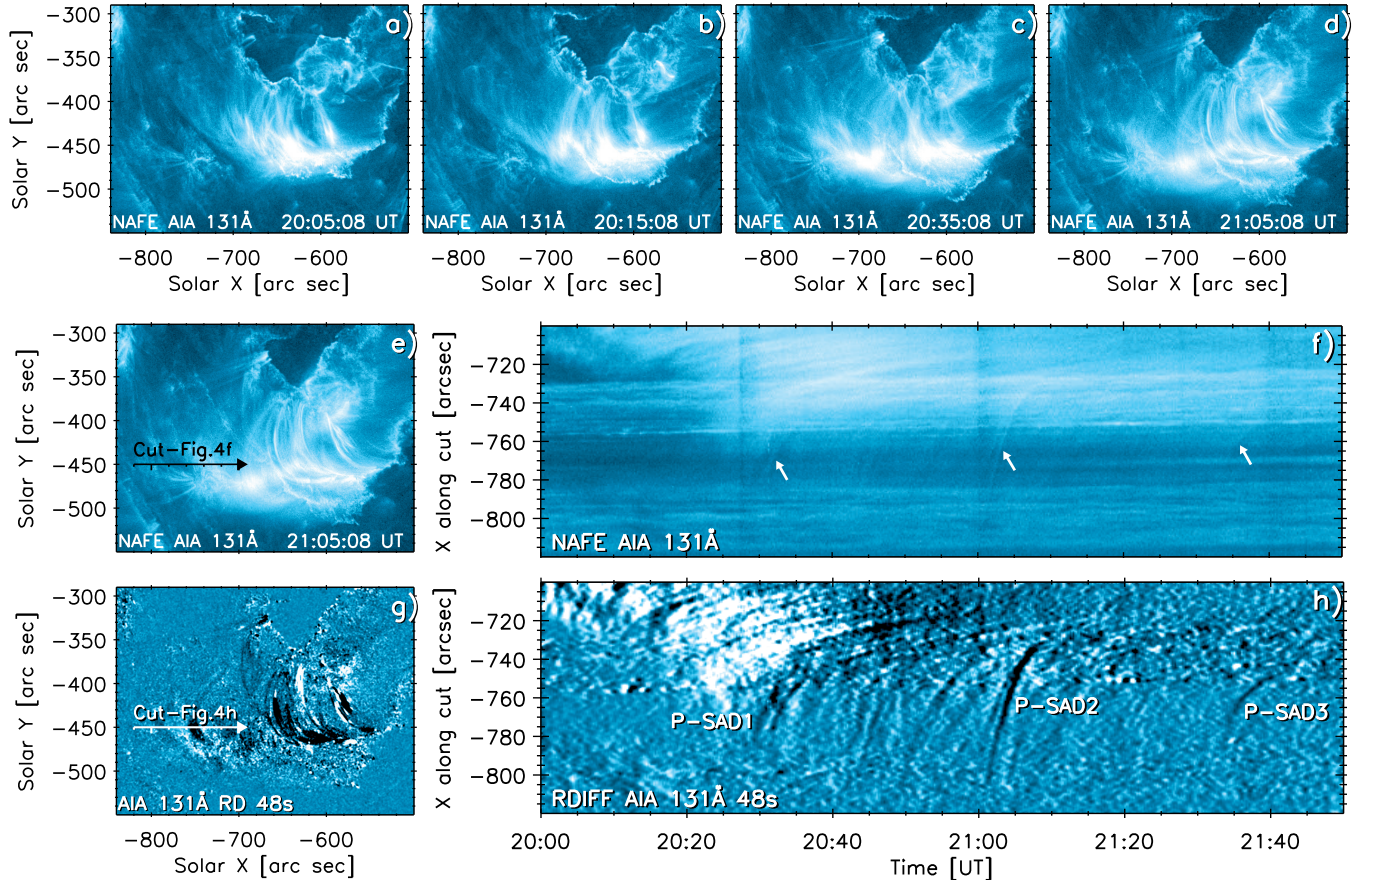 a)
b)
c)
d)
Solar Y [arc sec]
−300
−350
−400
−450
−500
NAFE AIA 131Å 20:05:08 UT
NAFE AIA 131Å 20:15:08 UT
NAFE AIA 131Å 20:35:08 UT
NAFE AIA 131Å 21:05:08 UT
−800 −700 −600
−800 −700 −600
−800 −700 −600
−800 −700 −600
Solar X [arc sec]
Solar X [arc sec]
Solar X [arc sec]
Solar X [arc sec]
e)
Solar Y [arc sec]
−300
−350
−400
−450
−500
Cut−Fig.4f
NAFE AIA 131Å 21:05:08 UT
f)
X along cut [arcsec]
−720
−740
−760
−780
−800
NAFE AIA 131Å
g)
Solar Y [arc sec]
−300
−350
−400
−450
−500
Cut−Fig.4h
AIA 131Å RD 48s
−800 −700 −600
Solar X [arc sec]
h)
X along cut [arcsec]
−720
−740
−760
−780
−800
P−SAD1
P−SAD2
P−SAD3
RDIFF AIA 131Å 48s
20:00 20:20 20:40 21:00 21:20 21:40
Time [UT]